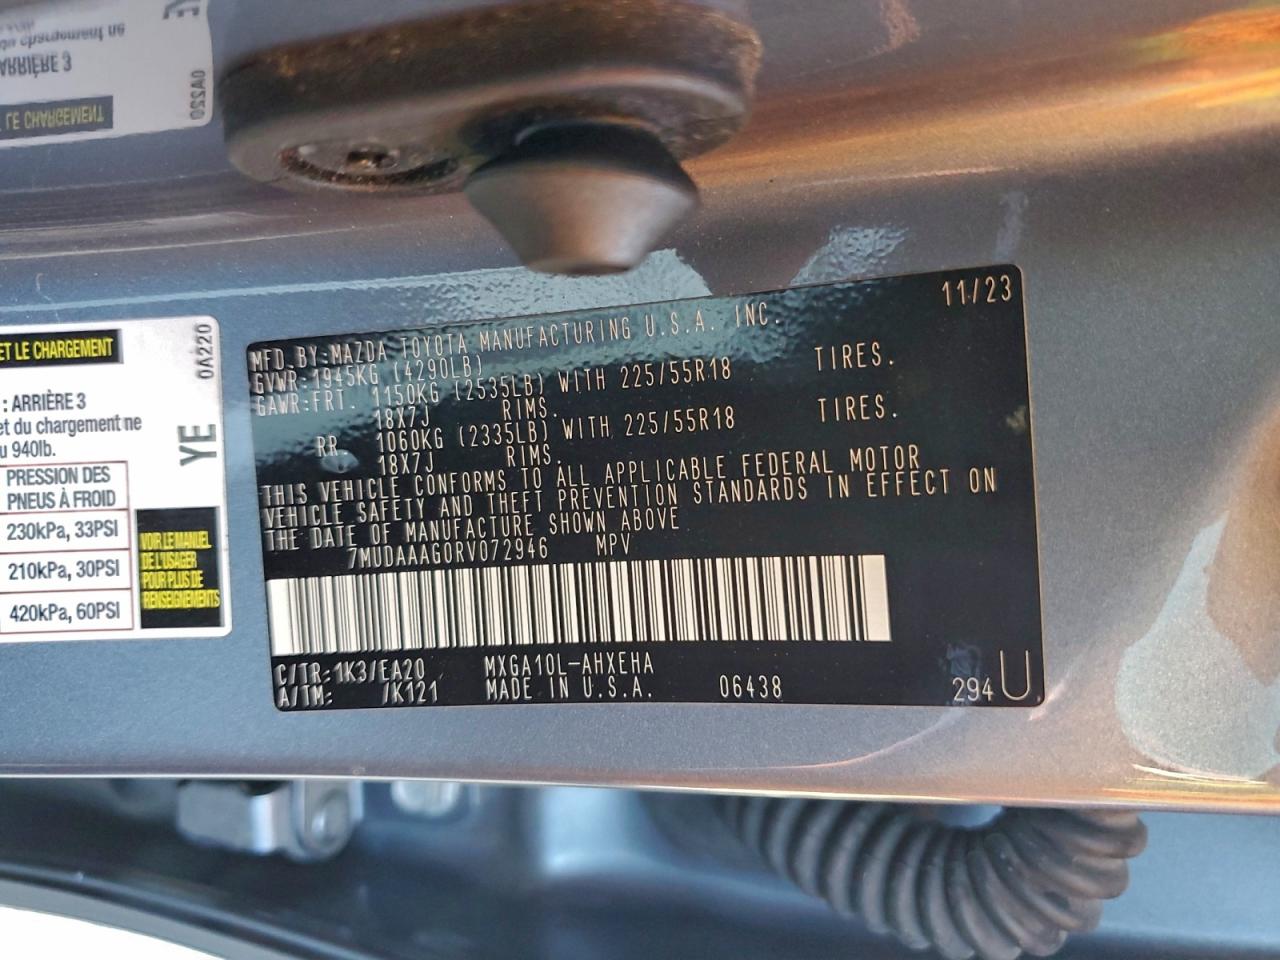 ET LE CHARGEMENT
0A220
: ARRIÈRE 3
et du chargement ne
u 940lb.
YE
PRESSION DES
PNEUS À FROID
230kPa, 33PSI
210kPa, 30PSI
420kPa, 60PSI
VOIR LE MANUEL
DE L'USAGER
POUR PLUS DE
RENSEIGNEMENTS
11/23
MFD.BY:MAZDA TOYOTA MANUFACTURING U.S.A. INC.
GVWR:1945KG (4290LB)
GAWR:FRT. 1150KG (2535LB) WITH 225/55R18 TIRES.
18X7J RIMS.
RR. 1060KG (2335LB) WITH 225/55R18 TIRES.
18X7J RIMS.
THIS VEHICLE CONFORMS TO ALL APPLICABLE FEDERAL MOTOR
VEHICLE SAFETY AND THEFT PREVENTION STANDARDS IN EFFECT ON
THE DATE OF MANUFACTURE SHOWN ABOVE
7MUDAAAG0RV072946 MPV
C/TR:1K3/EA20 MXGA10L-AHXEHA
A/TM: /K121 MADE IN U.S.A. 06438 294 U